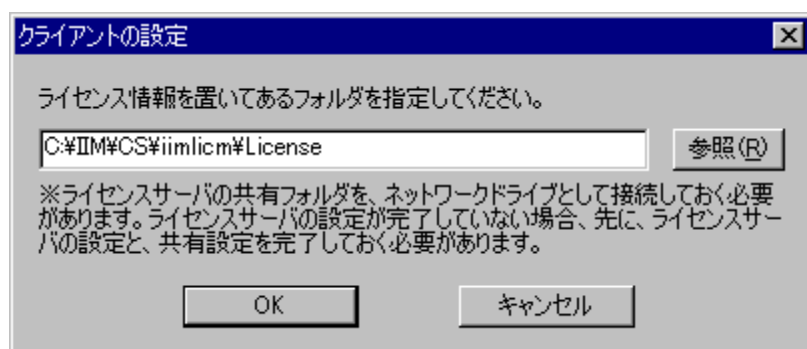 クライアントの設定
ライセンス情報を置いてあるフォルダを指定してください。
C:¥IIM¥CS¥iimlicm¥License
参照(R)
※ライセンスサーバの共有フォルダを、ネットワークドライブとして接続しておく必要
があります。ライセンスサーバの設定が完了していない場合、先に、ライセンスサー
バの設定と、共有設定を完了しておく必要があります。
OK
キャンセル